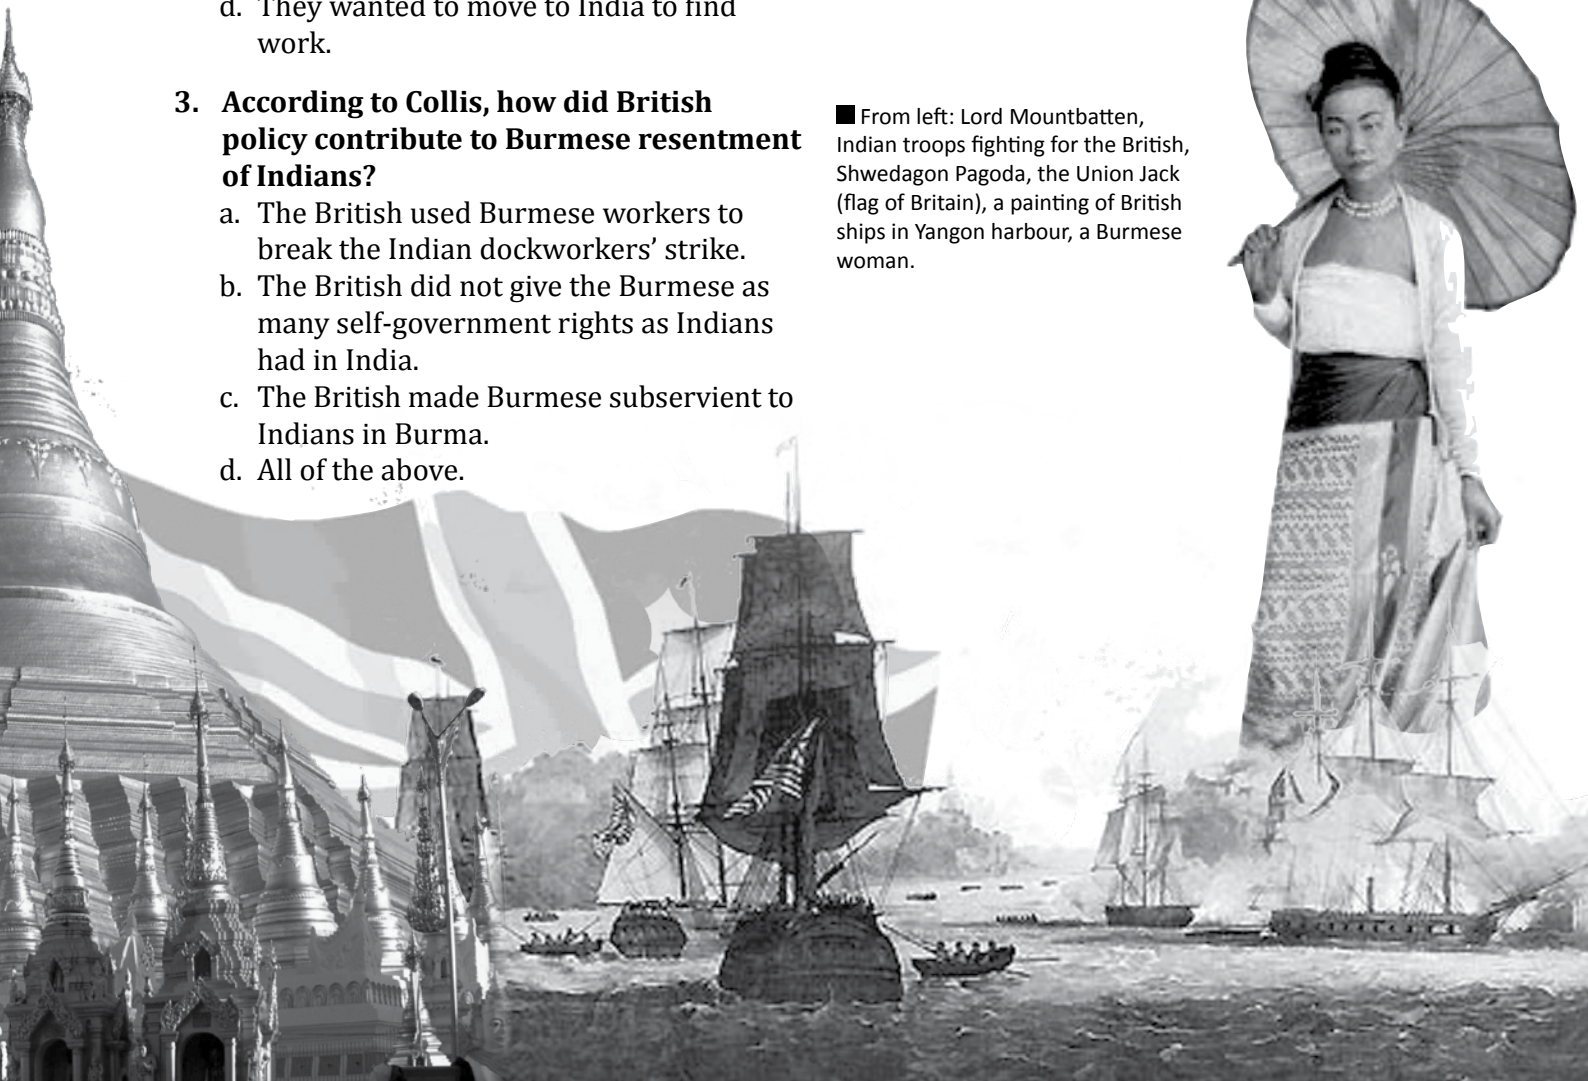 d. They wanted to move to India to find
work.
3. According to Collis, how did British
policy contribute to Burmese resentment
of Indians?
a. The British used Burmese workers to
break the Indian dockworkers’ strike.
b. The British did not give the Burmese as
many self-government rights as Indians
had in India.
c. The British made Burmese subservient to
Indians in Burma.
d. All of the above.
■ From left: Lord Mountbatten,
Indian troops fighting for the British,
Shwedagon Pagoda, the Union Jack
(flag of Britain), a painting of British
ships in Yangon harbour, a Burmese
woman.